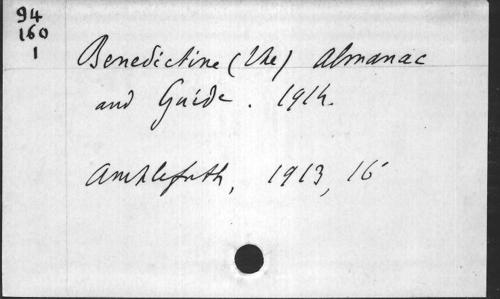 94
160
1
Benedictine (The) Almanac
and Guide. 1914.
Ampleforth, 1913, 16°